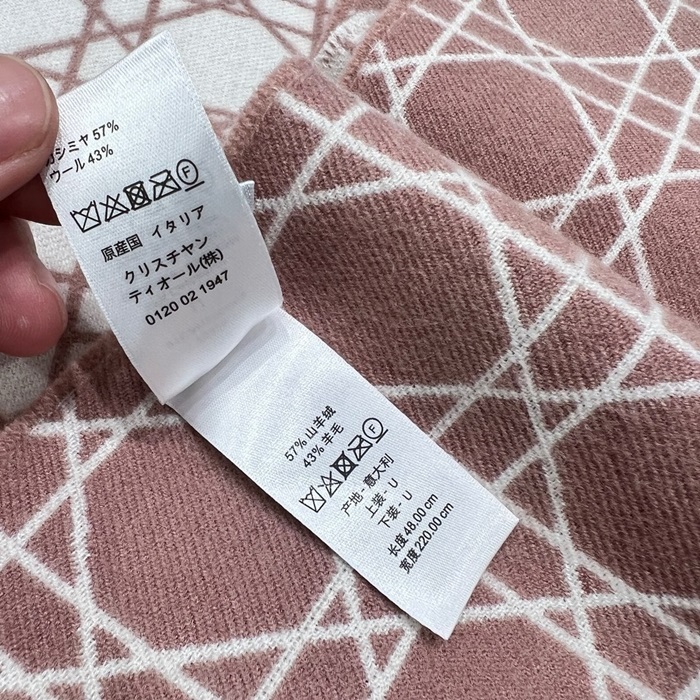 カシミヤ 57%
ウール 43%
F
原産国 イタリア
クリスチャン
ディオール(株)
0120 02 1947
57% 山羊绒
43% 羊毛
F
产地 - 意大利
上装 - U
下装 - U
长度 48.00 cm
宽度 220.00 cm